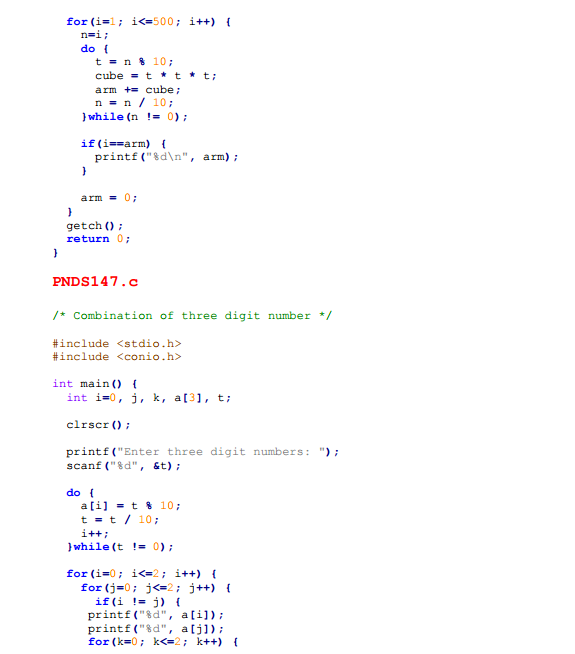 for(i=1; i<=500; i++) {
n=i;
do {
t = n % 10;
cube = t * t * t;
arm += cube;
n = n / 10;
}while(n != 0);
if(i==arm) {
printf("%d\n", arm);
}
arm = 0;
}
getch();
return 0;
}
PNDS147.c
/* Combination of three digit number */
#include <stdio.h>
#include <conio.h>
int main() {
int i=0, j, k, a[3], t;
clrscr();
printf("Enter three digit numbers: ");
scanf("%d", &t);
do {
a[i] = t % 10;
t = t / 10;
i++;
}while(t != 0);
for(i=0; i<=2; i++) {
for(j=0; j<=2; j++) {
if(i != j) {
printf("%d", a[i]);
printf("%d", a[j]);
for(k=0; k<=2; k++) {